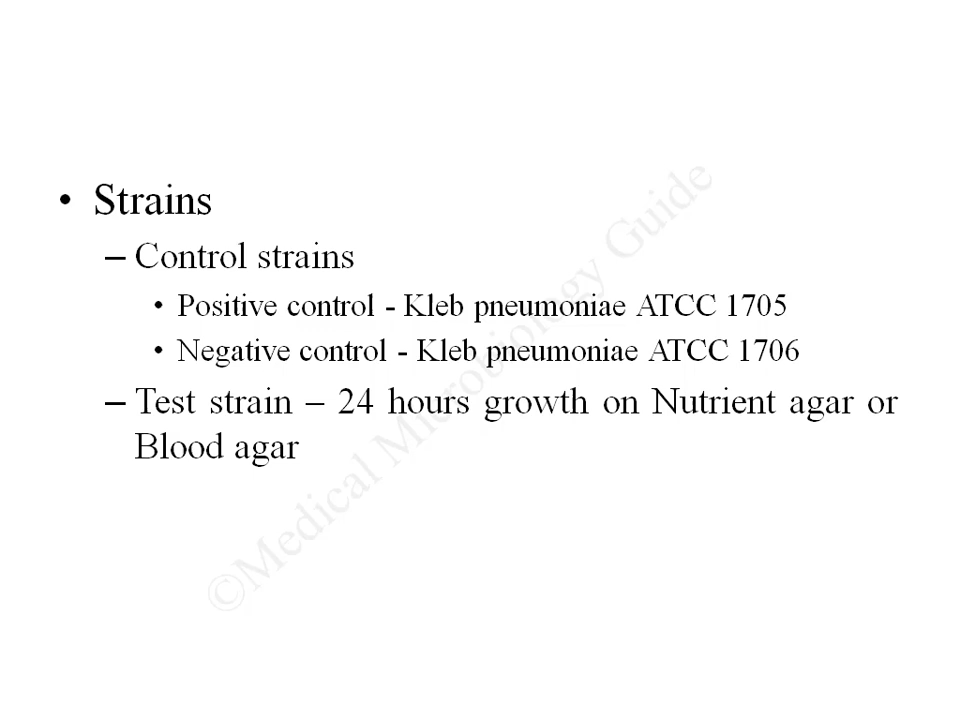 • Strains
– Control strains
• Positive control - Kleb pneumoniae ATCC 1705
• Negative control - Kleb pneumoniae ATCC 1706
– Test strain – 24 hours growth on Nutrient agar or
Blood agar
©Medical Microbiology Guide